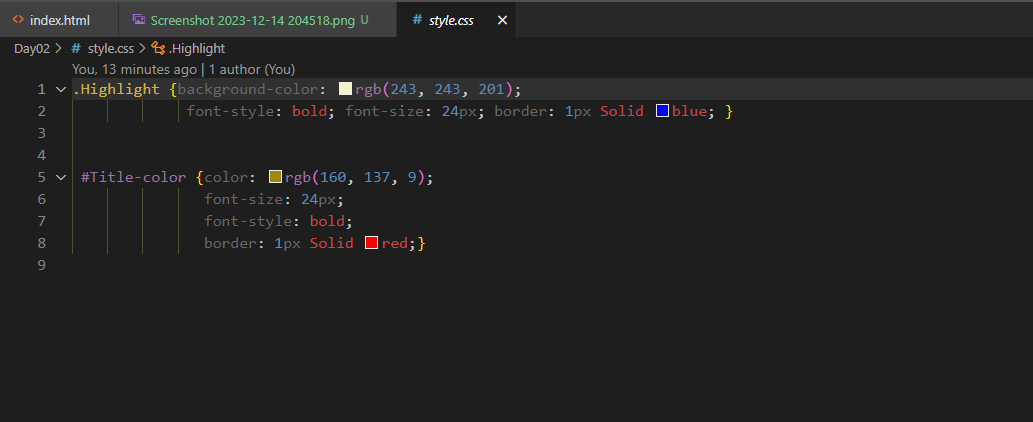 index.html Screenshot 2023-12-14 204518.png U # style.css
Day02 > # style.css > .Highlight
You, 13 minutes ago | 1 author (You)
1 .Highlight {background-color: rgb(243, 243, 201);
2 font-style: bold; font-size: 24px; border: 1px Solid blue; }
3
4
5 #Title-color {color: rgb(160, 137, 9);
6 font-size: 24px;
7 font-style: bold;
8 border: 1px Solid red;}
9